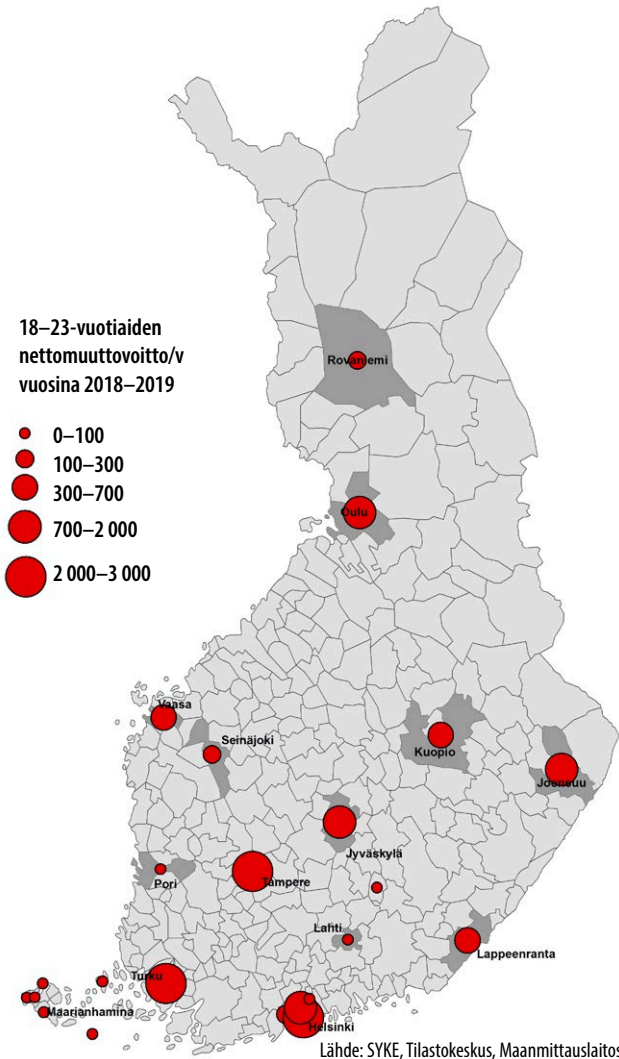 18–23-vuotiaiden
nettomuuttovoitto/v
vuosina 2018–2019
0–100
100–300
300–700
700–2 000
2 000–3 000
Rovaniemi
Oulu
Vaasa
Seinäjoki
Kuopio
Joensuu
Jyväskylä
Tampere
Pori
Lahti
Lappeenranta
Turku
Maarianhamina
Helsinki
Lähde: SYKE, Tilastokeskus, Maanmittauslaitos